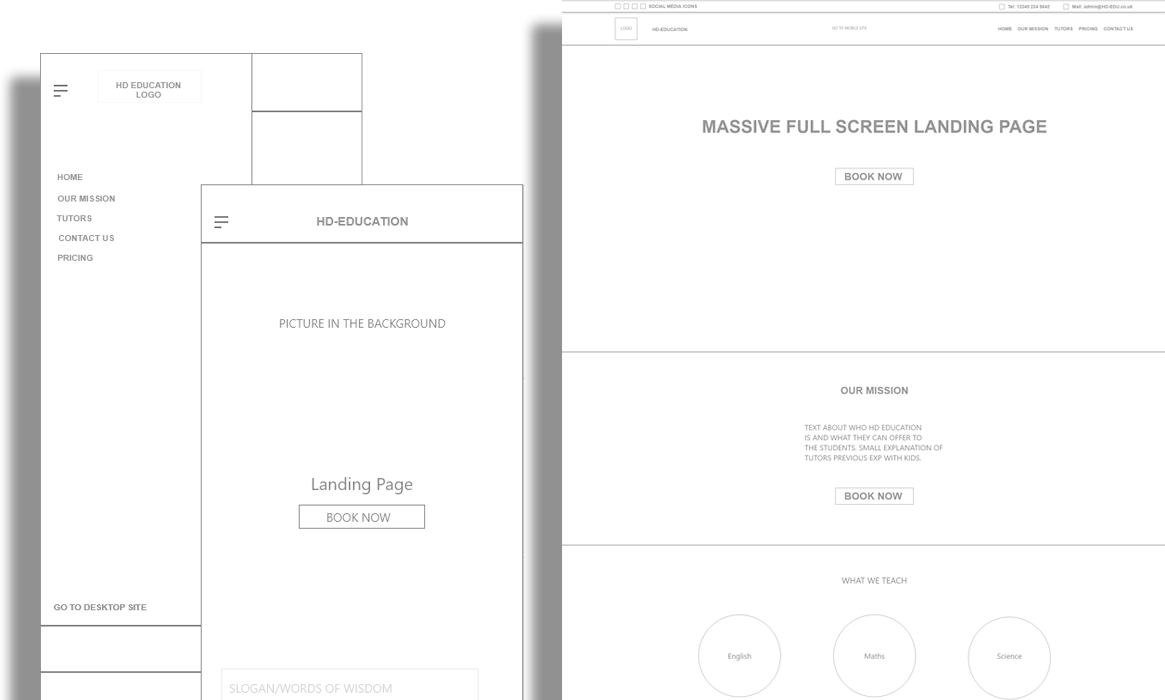 HD EDUCATION
LOGO
HOME
OUR MISSION
TUTORS
CONTACT US
PRICING
GO TO DESKTOP SITE
HD-EDUCATION
PICTURE IN THE BACKGROUND
Landing Page
BOOK NOW
SLOGAN/WORDS OF WISDOM
SOCIAL MEDIA ICONS
Tel: 12345 234 5642
Mail: admin@HD-EDU.co.uk
LOGO
HD-EDUCATION
GO TO MOBILE SITE
HOME OUR MISSION TUTORS PRICING CONTACT US
MASSIVE FULL SCREEN LANDING PAGE
BOOK NOW
OUR MISSION
TEXT ABOUT WHO HD EDUCATION
IS AND WHAT THEY CAN OFFER TO
THE STUDENTS. SMALL EXPLANATION OF
TUTORS PREVIOUS EXP WITH KIDS.
BOOK NOW
WHAT WE TEACH
English
Maths
Science